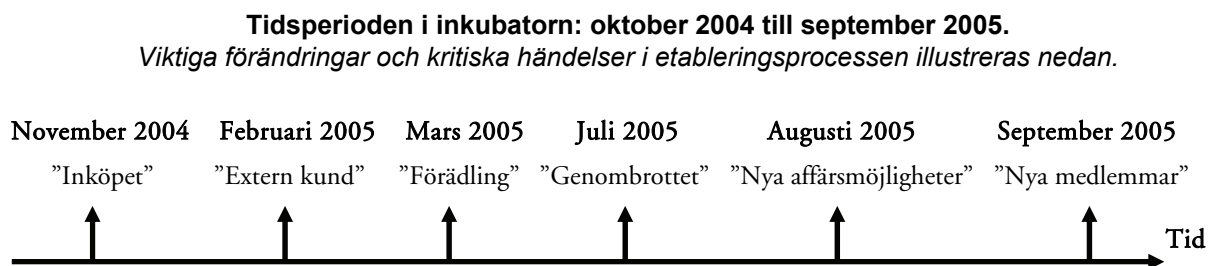 Tidsperioden i inkubatorn: oktober 2004 till september 2005.
Viktiga förändringar och kritiska händelser i etableringsprocessen illustreras nedan.
November 2004 Februari 2005 Mars 2005 Juli 2005 Augusti 2005 September 2005
”Inköpet” ”Extern kund” ”Förädling” ”Genombrottet” ”Nya affärsmöjligheter” ”Nya medlemmar”
Tid